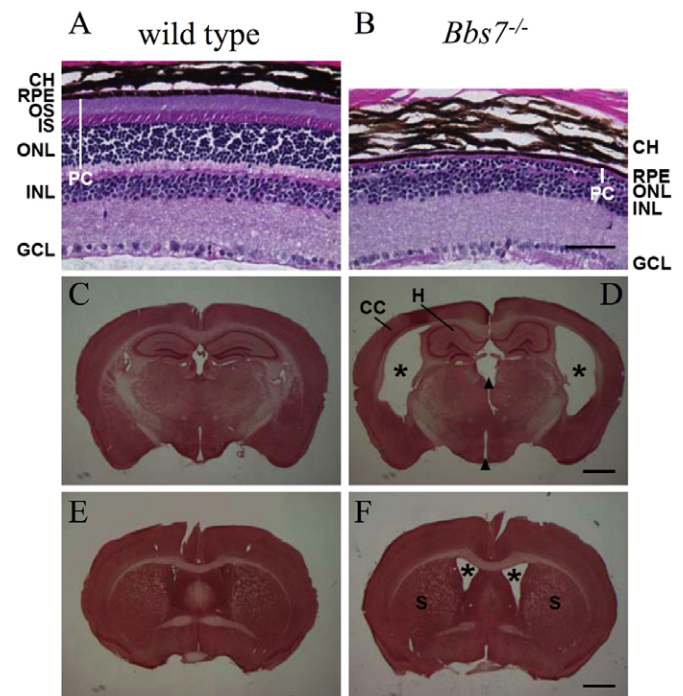 A wild type
B Bbs7-/-
CH
RPE
OS
IS
ONL
PC
INL
GCL
CH
RPE
PC
ONL
INL
GCL
C
CC
H
D
*
*
E
F
*
*
S
S